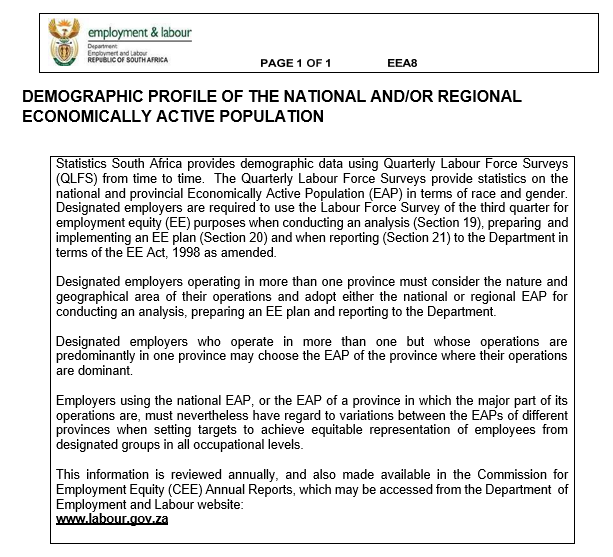 employment & labour
Department:
Employment and Labour
REPUBLIC OF SOUTH AFRICA
PAGE 1 OF 1 EEA8
DEMOGRAPHIC PROFILE OF THE NATIONAL AND/OR REGIONAL
ECONOMICALLY ACTIVE POPULATION
Statistics South Africa provides demographic data using Quarterly Labour Force Surveys
(QLFS) from time to time. The Quarterly Labour Force Surveys provide statistics on the
national and provincial Economically Active Population (EAP) in terms of race and gender.
Designated employers are required to use the Labour Force Survey of the third quarter for
employment equity (EE) purposes when conducting an analysis (Section 19), preparing and
implementing an EE plan (Section 20) and when reporting (Section 21) to the Department in
terms of the EE Act, 1998 as amended.
Designated employers operating in more than one province must consider the nature and
geographical area of their operations and adopt either the national or regional EAP for
conducting an analysis, preparing an EE plan and reporting to the Department.
Designated employers who operate in more than one but whose operations are
predominantly in one province may choose the EAP of the province where their operations
are dominant.
Employers using the national EAP, or the EAP of a province in which the major part of its
operations are, must nevertheless have regard to variations between the EAPs of different
provinces when setting targets to achieve equitable representation of employees from
designated groups in all occupational levels.
This information is reviewed annually, and also made available in the Commission for
Employment Equity (CEE) Annual Reports, which may be accessed from the Department of
Employment and Labour website:
www.labour.gov.za